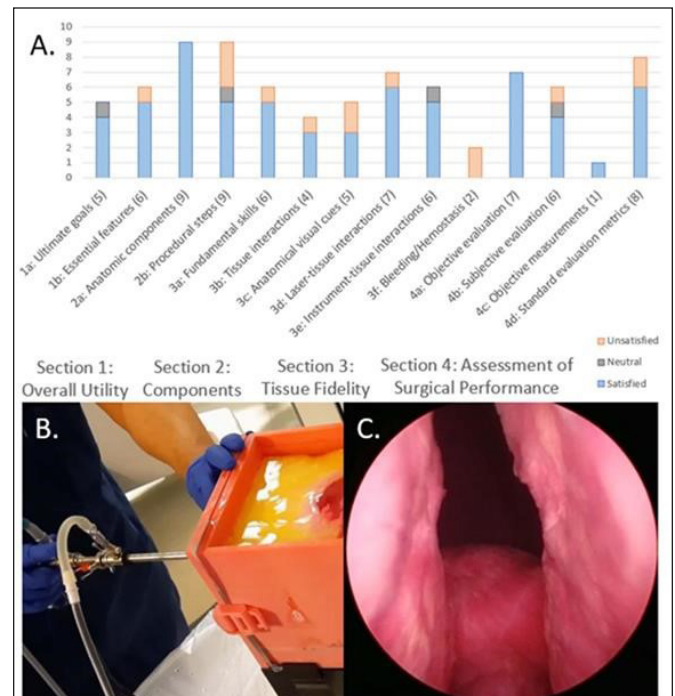 A.
10
9
8
7
6
5
4
3
2
1
0
1a: Ultimate goals (5)
1b: Essential features (6)
2a: Anatomic components (9)
2b: Procedural steps (9)
3a: Fundamental skills (6)
3b: Tissue interactions (4)
3c: Anatomical visual cues (5)
3d: Laser-tissue interactions (7)
3e: Instrument-tissue interactions (6)
3f: Bleeding/Hemostasis (2)
4a: Objective evaluation (7)
4b: Subjective evaluation (6)
4c: Objective measurements (1)
4d: Standard evaluation metrics (8)
Unsatisfied
Neutral
Satisfied
Section 1:
Overall Utility
Section 2:
Components
Section 3:
Tissue Fidelity
Section 4: Assessment of
Surgical Performance
B.
C.